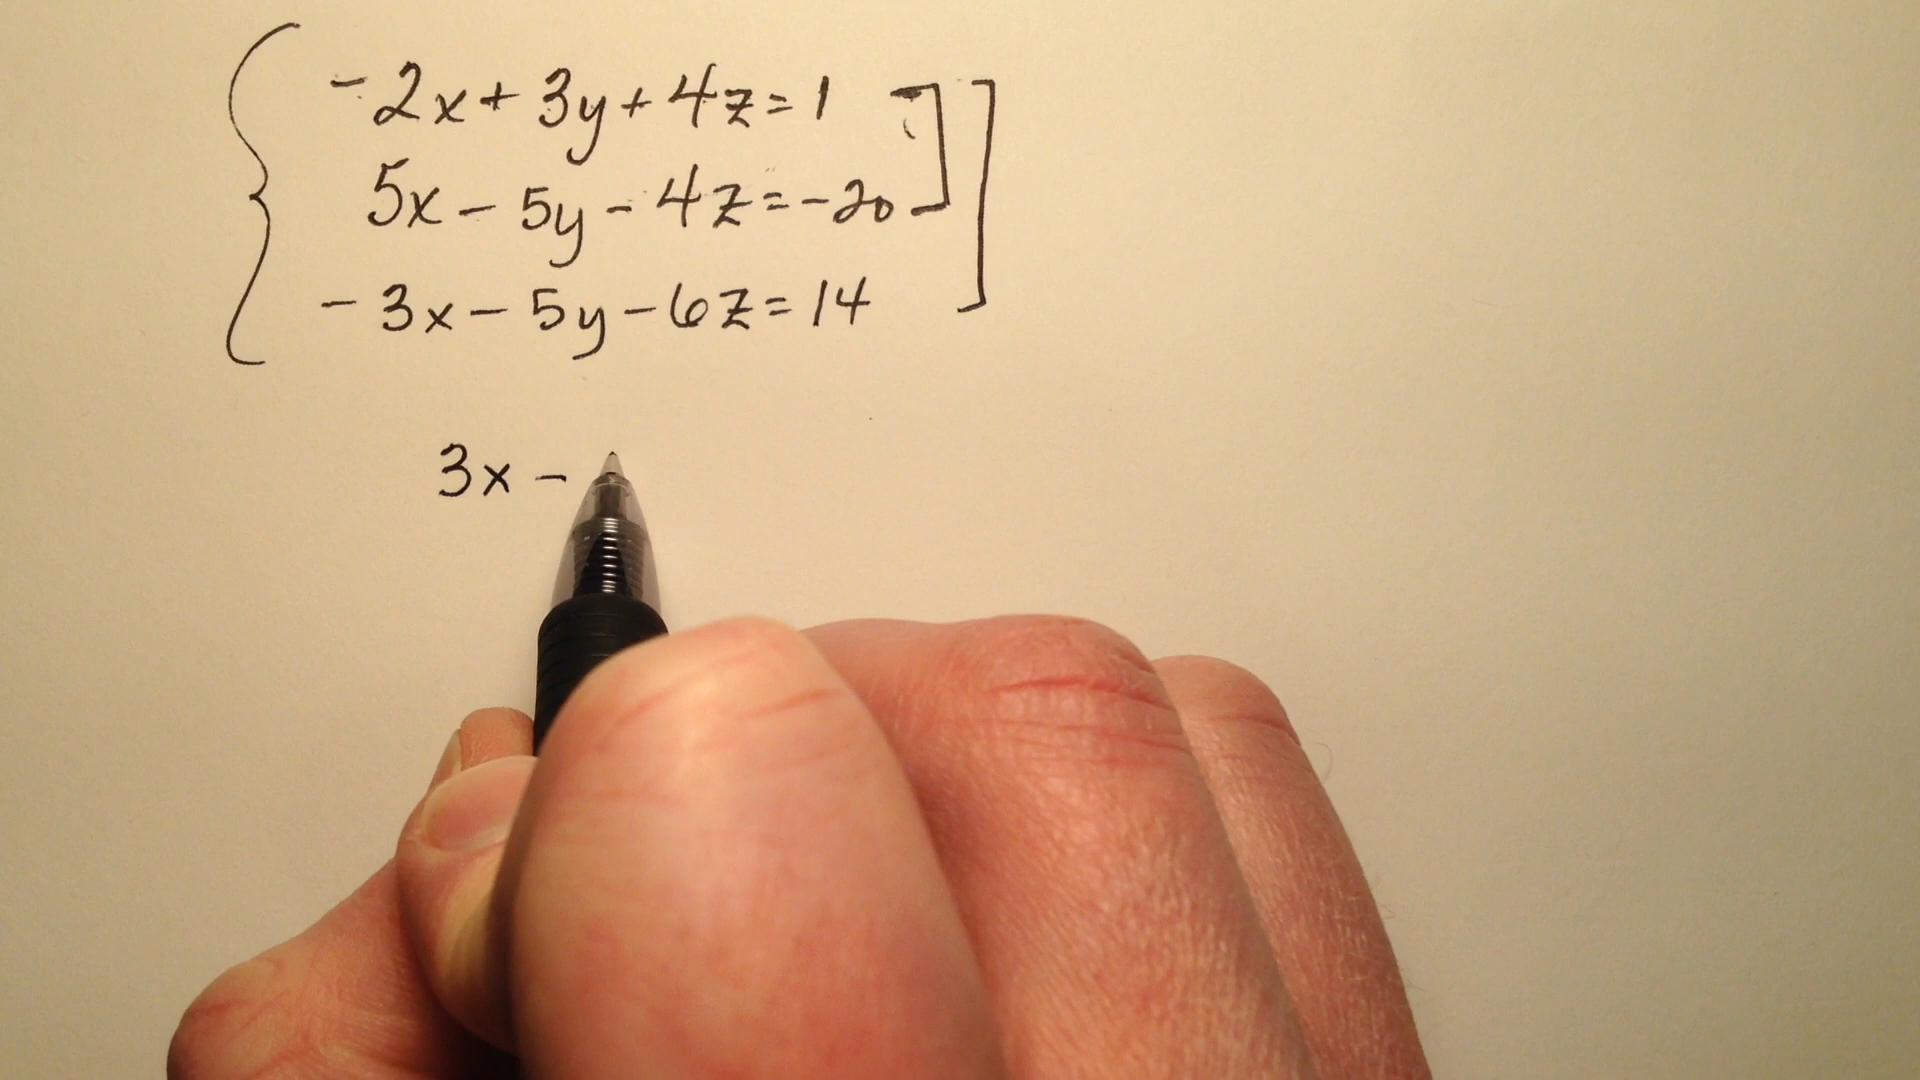 -2x + 3y + 4z = 1
5x - 5y - 4z = -20
-3x - 5y - 6z = 14
3x -